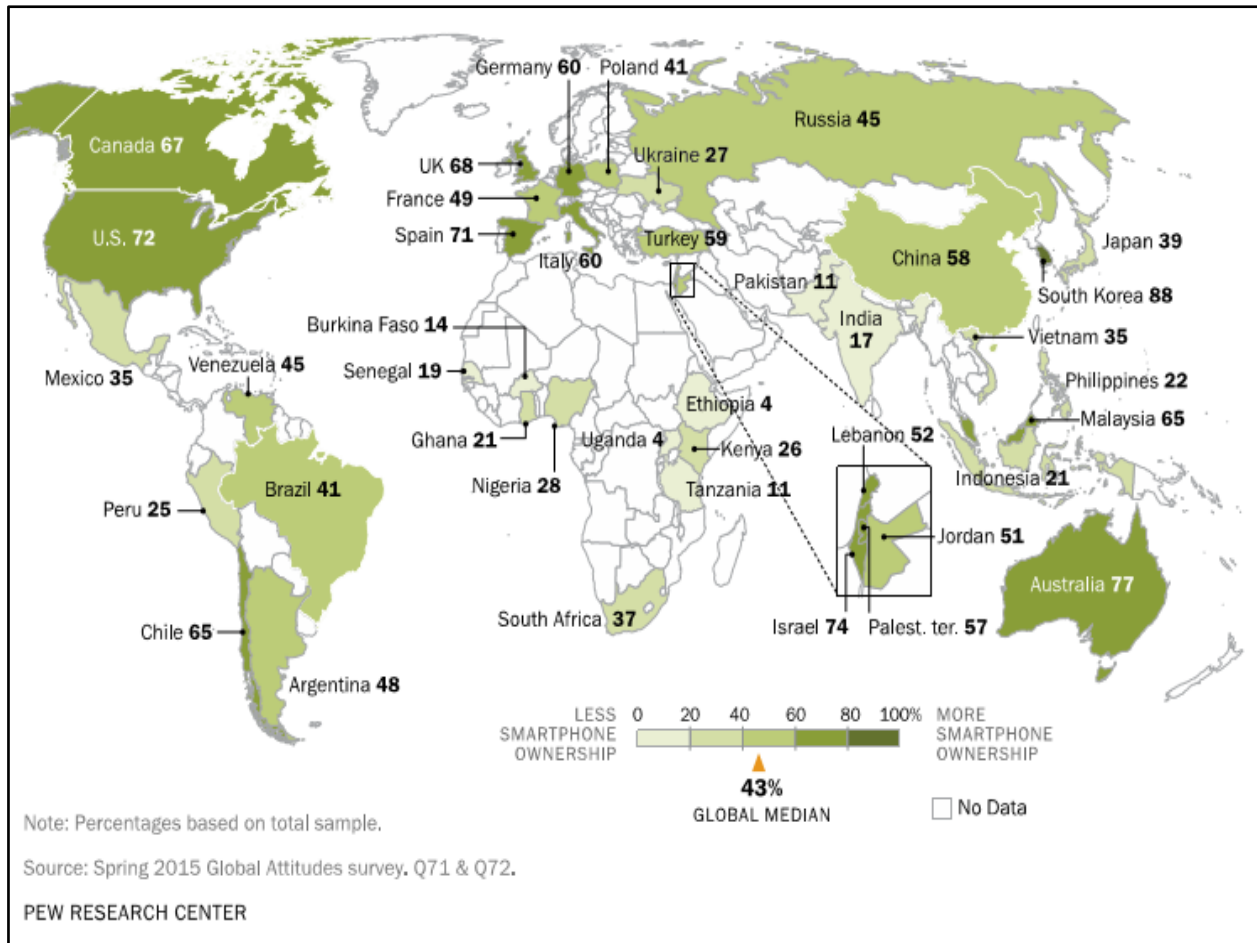 Germany 60
Poland 41
Russia 45
Canada 67
UK 68
Ukraine 27
France 49
U.S. 72
Spain 71
Turkey 59
Japan 39
Italy 60
China 58
Pakistan 11
South Korea 88
Burkina Faso 14
India
17
Vietnam 35
Venezuela 45
Senegal 19
Mexico 35
Philippines 22
Ethiopia 4
Malaysia 65
Ghana 21
Uganda 4
Kenya 26
Lebanon 52
Brazil 41
Nigeria 28
Tanzania 11
Indonesia 21
Peru 25
Jordan 51
Australia 77
South Africa 37
Chile 65
Israel 74
Palest. ter. 57
Argentina 48
LESS
SMARTPHONE
OWNERSHIP
0 20 40 60 80 100%
MORE
SMARTPHONE
OWNERSHIP
43%
GLOBAL MEDIAN
No Data
Note: Percentages based on total sample.
Source: Spring 2015 Global Attitudes survey. Q71 & Q72.
PEW RESEARCH CENTER